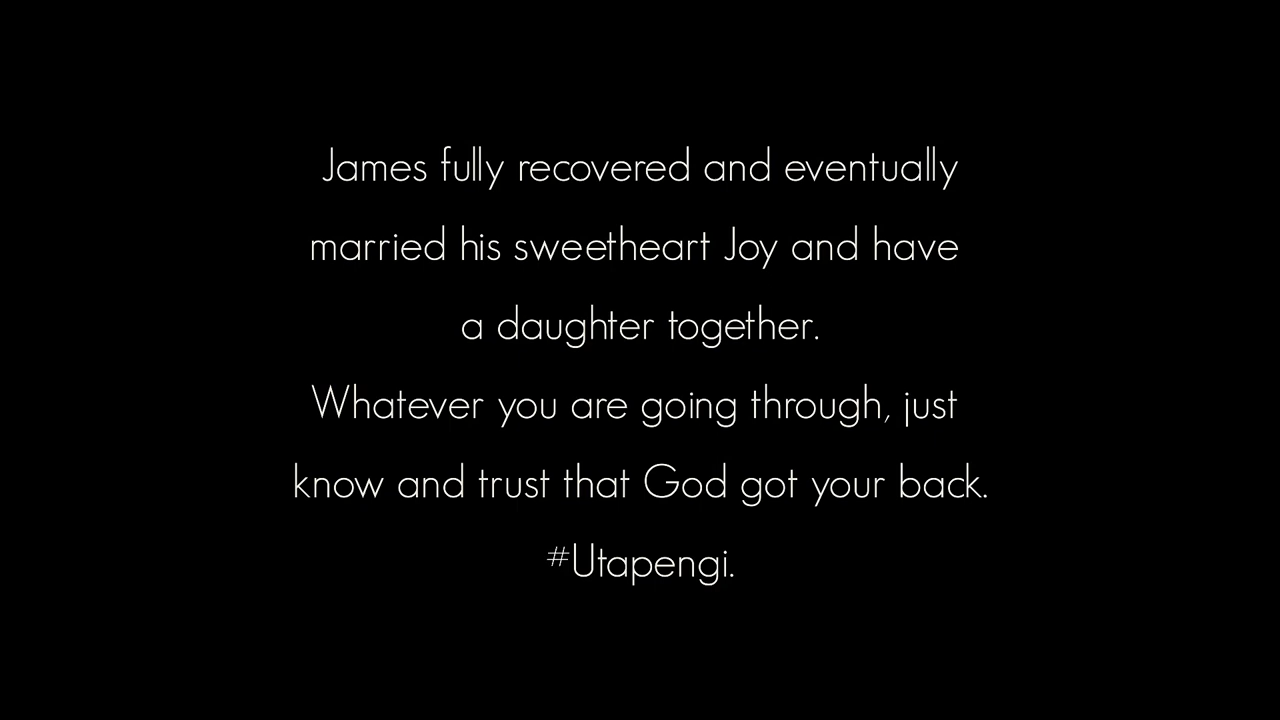 James fully recovered and eventually
married his sweetheart Joy and have
a daughter together.
Whatever you are going through, just
know and trust that God got your back.
#Utapengi.